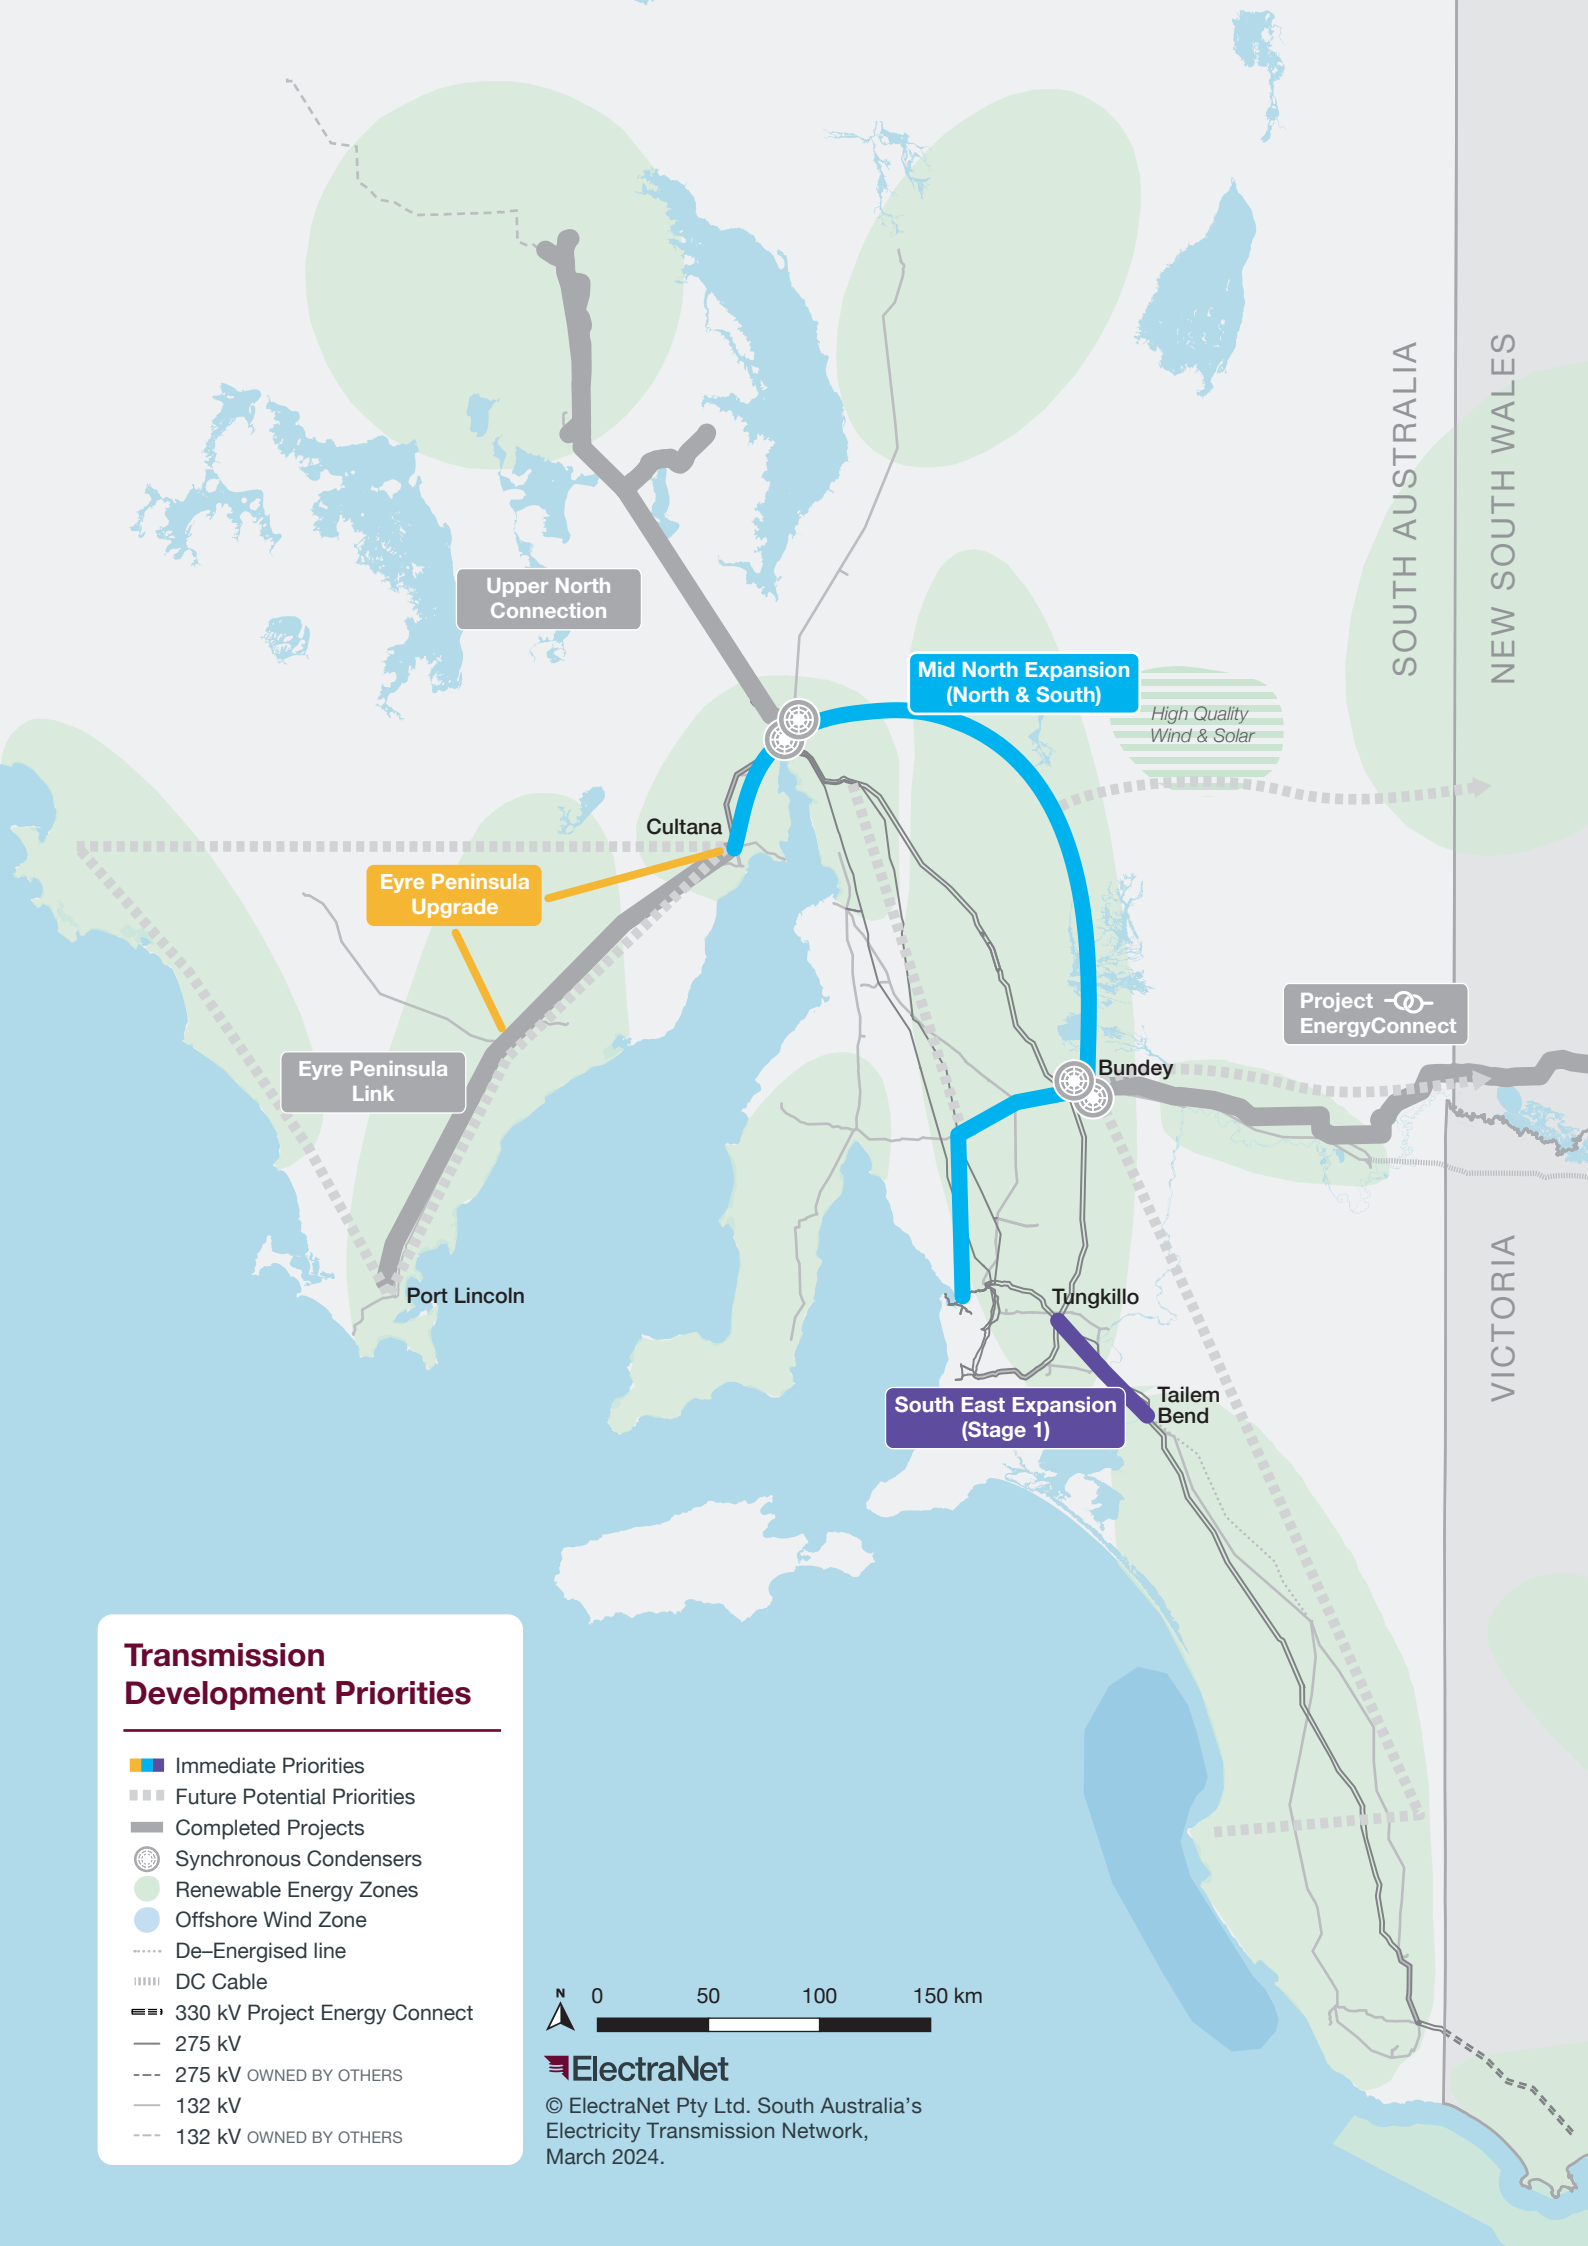 SOUTH AUSTRALIA
NEW SOUTH WALES
Upper North
Connection
Mid North Expansion
(North & South)
High Quality
Wind & Solar
Cultana
Eyre Peninsula
Upgrade
Project
EnergyConnect
Eyre Peninsula
Link
Bundey
VICTORIA
Port Lincoln
Tungkillo
South East Expansion
(Stage 1)
Tailem
Bend
Transmission
Development Priorities
Immediate Priorities
Future Potential Priorities
Completed Projects
Synchronous Condensers
Renewable Energy Zones
Offshore Wind Zone
De–Energised line
DC Cable
330 kV Project Energy Connect
275 kV
275 kV OWNED BY OTHERS
132 kV
132 kV OWNED BY OTHERS
N
0 50 100 150 km
ElectraNet
© ElectraNet Pty Ltd. South Australia’s
Electricity Transmission Network,
March 2024.